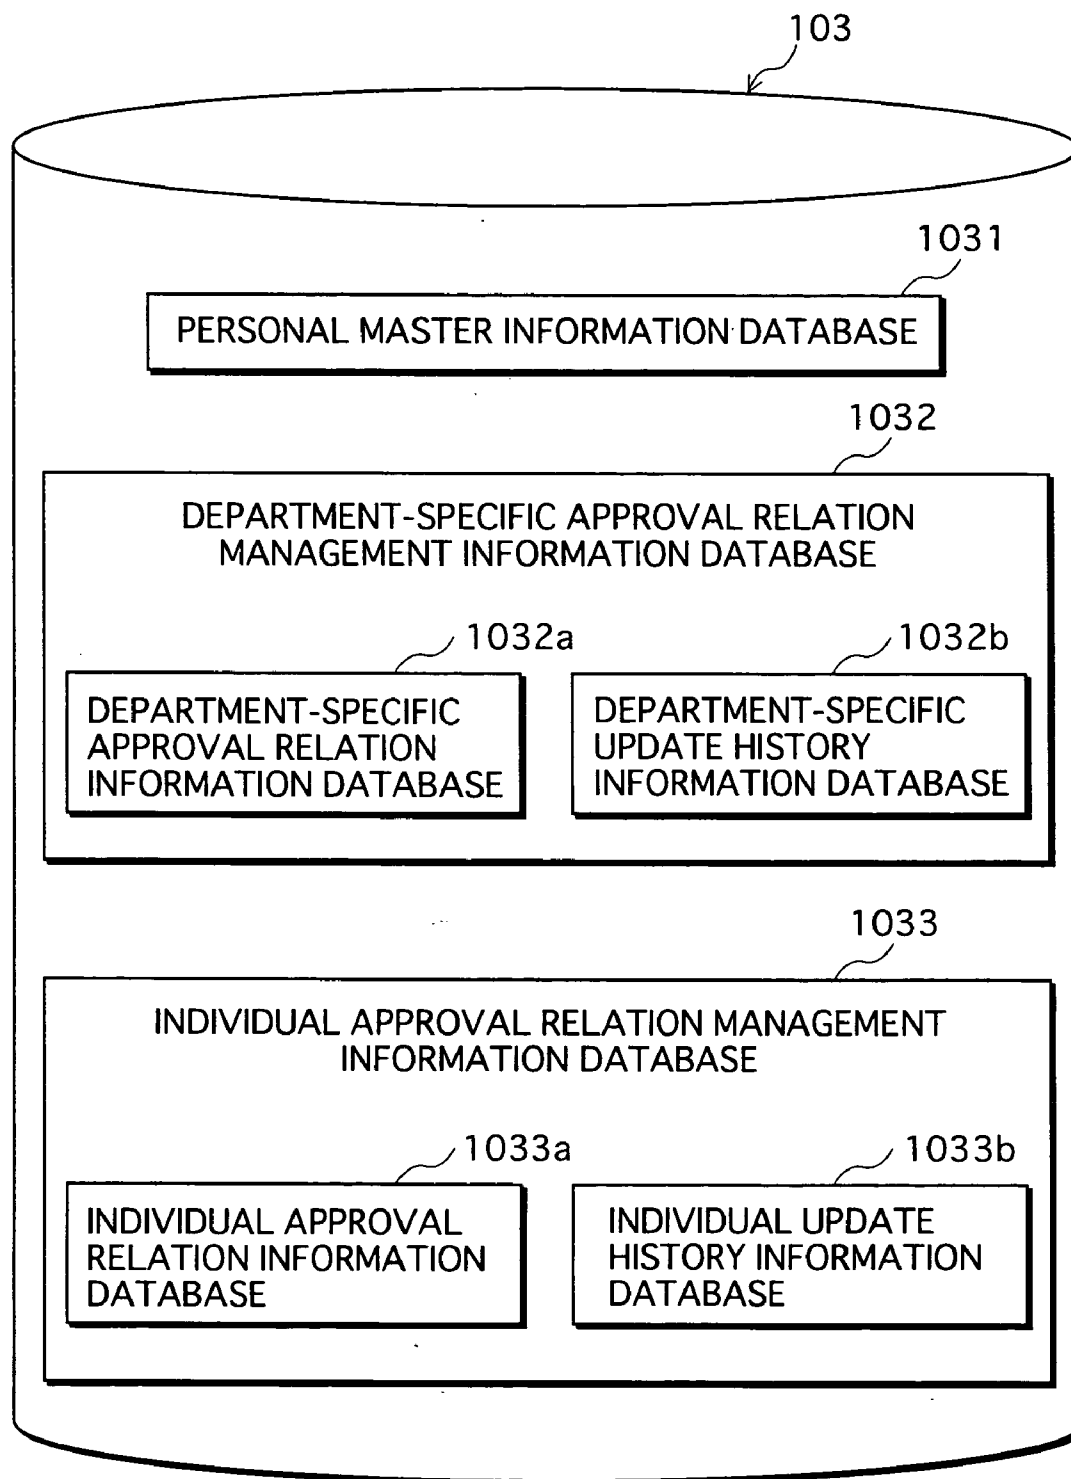 103
1031
PERSONAL MASTER INFORMATION DATABASE
1032
DEPARTMENT-SPECIFIC APPROVAL RELATION
MANAGEMENT INFORMATION DATABASE
1032a
DEPARTMENT-SPECIFIC
APPROVAL RELATION
INFORMATION DATABASE
1032b
DEPARTMENT-SPECIFIC
UPDATE HISTORY
INFORMATION DATABASE
1033
INDIVIDUAL APPROVAL RELATION MANAGEMENT
INFORMATION DATABASE
1033a
INDIVIDUAL APPROVAL
RELATION INFORMATION
DATABASE
1033b
INDIVIDUAL UPDATE
HISTORY INFORMATION
DATABASE